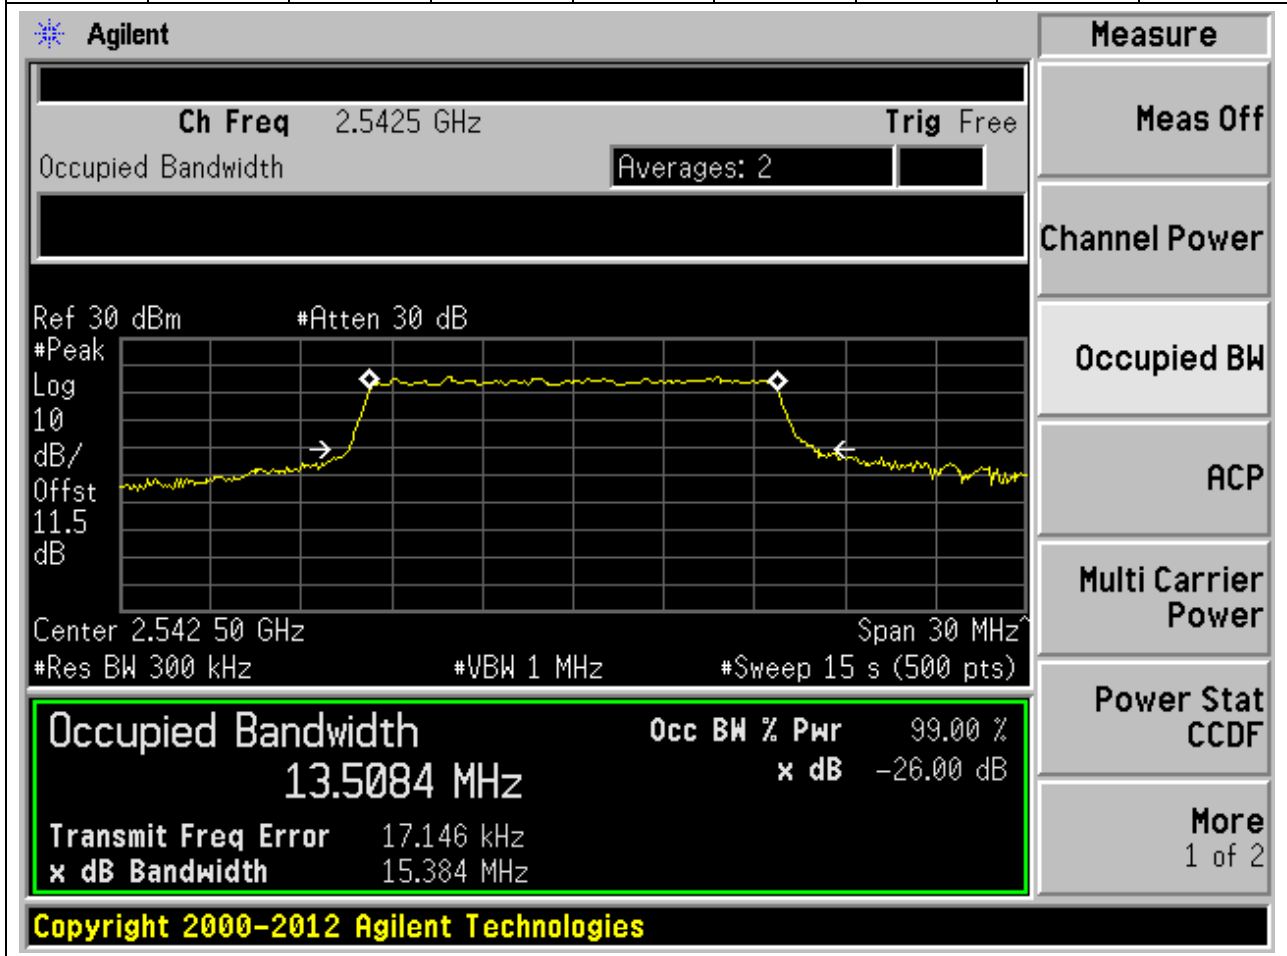 Agilent
Measure
Ch Freq 2.5425 GHz Trig Free
Occupied Bandwidth Averages: 2
Meas Off
Channel Power
Occupied BW
ACP
Multi Carrier
Power
Power Stat
CCDF
More
1 of 2
Ref 30 dBm #Atten 30 dB
#Peak
Log
10
dB/
Offst
11.5
dB
Center 2.542 50 GHz Span 30 MHz^
#Res BW 300 kHz #VBW 1 MHz #Sweep 15 s (500 pts)
Occupied Bandwidth Occ BW % Pwr 99.00 %
13.5084 MHz x dB -26.00 dB
Transmit Freq Error 17.146 kHz
x dB Bandwidth 15.384 MHz
Copyright 2000-2012 Agilent Technologies